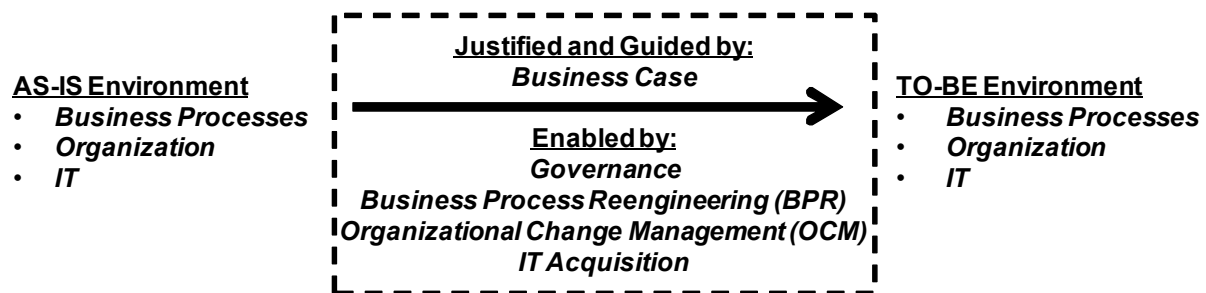 AS-IS Environment
• Business Processes
• Organization
• IT
Justified and Guided by:
Business Case
Enabled by:
Governance
Business Process Reengineering (BPR)
Organizational Change Management (OCM)
IT Acquisition
TO-BE Environment
• Business Processes
• Organization
• IT